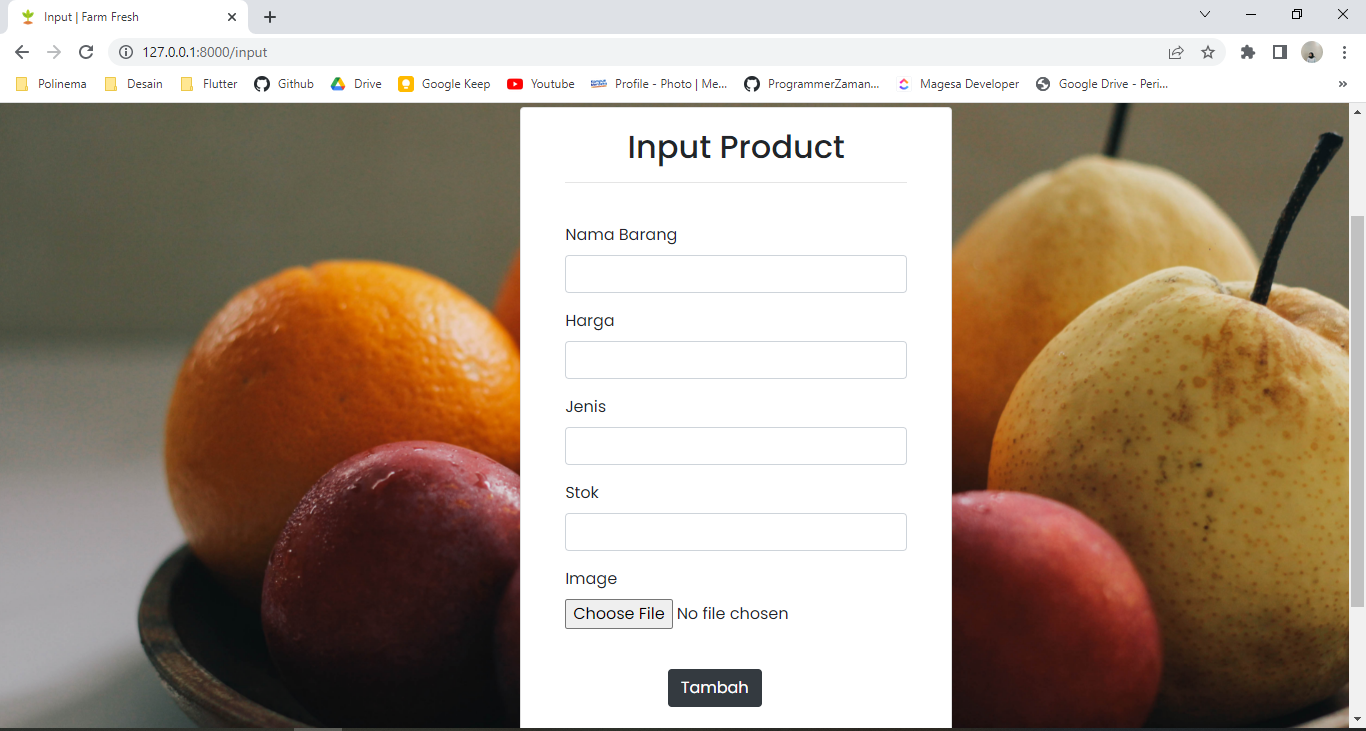 Input | Farm Fresh
127.0.0.1:8000/input
Polinema Desain Flutter Github Drive Google Keep Youtube Profile - Photo | Me... ProgrammerZaman... Magesa Developer Google Drive - Peri... »
Input Product
Nama Barang
Harga
Jenis
Stok
Image
Choose File No file chosen
Tambah